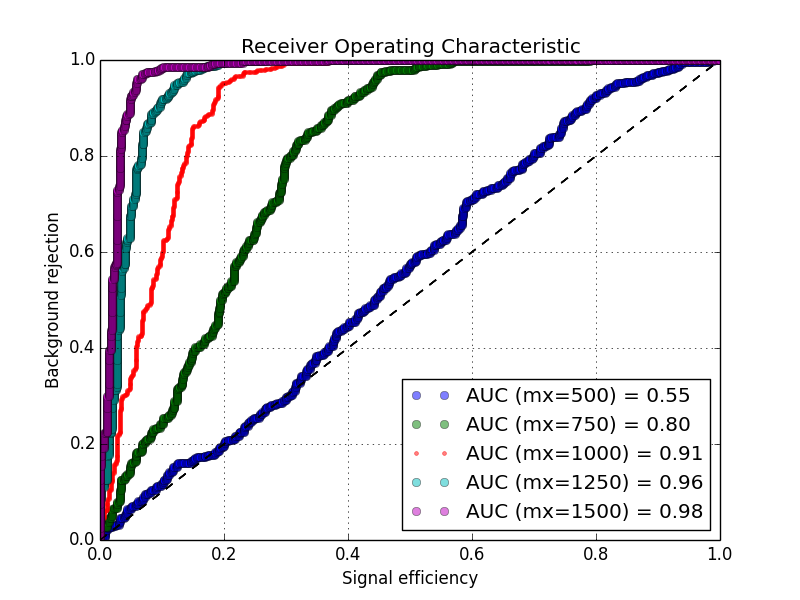 Receiver Operating Characteristic
1.0
0.8
0.6
0.4
0.2
0.0
Background rejection
AUC (mx=500) = 0.55
AUC (mx=750) = 0.80
AUC (mx=1000) = 0.91
AUC (mx=1250) = 0.96
AUC (mx=1500) = 0.98
0.0 0.2 0.4 0.6 0.8 1.0
Signal efficiency